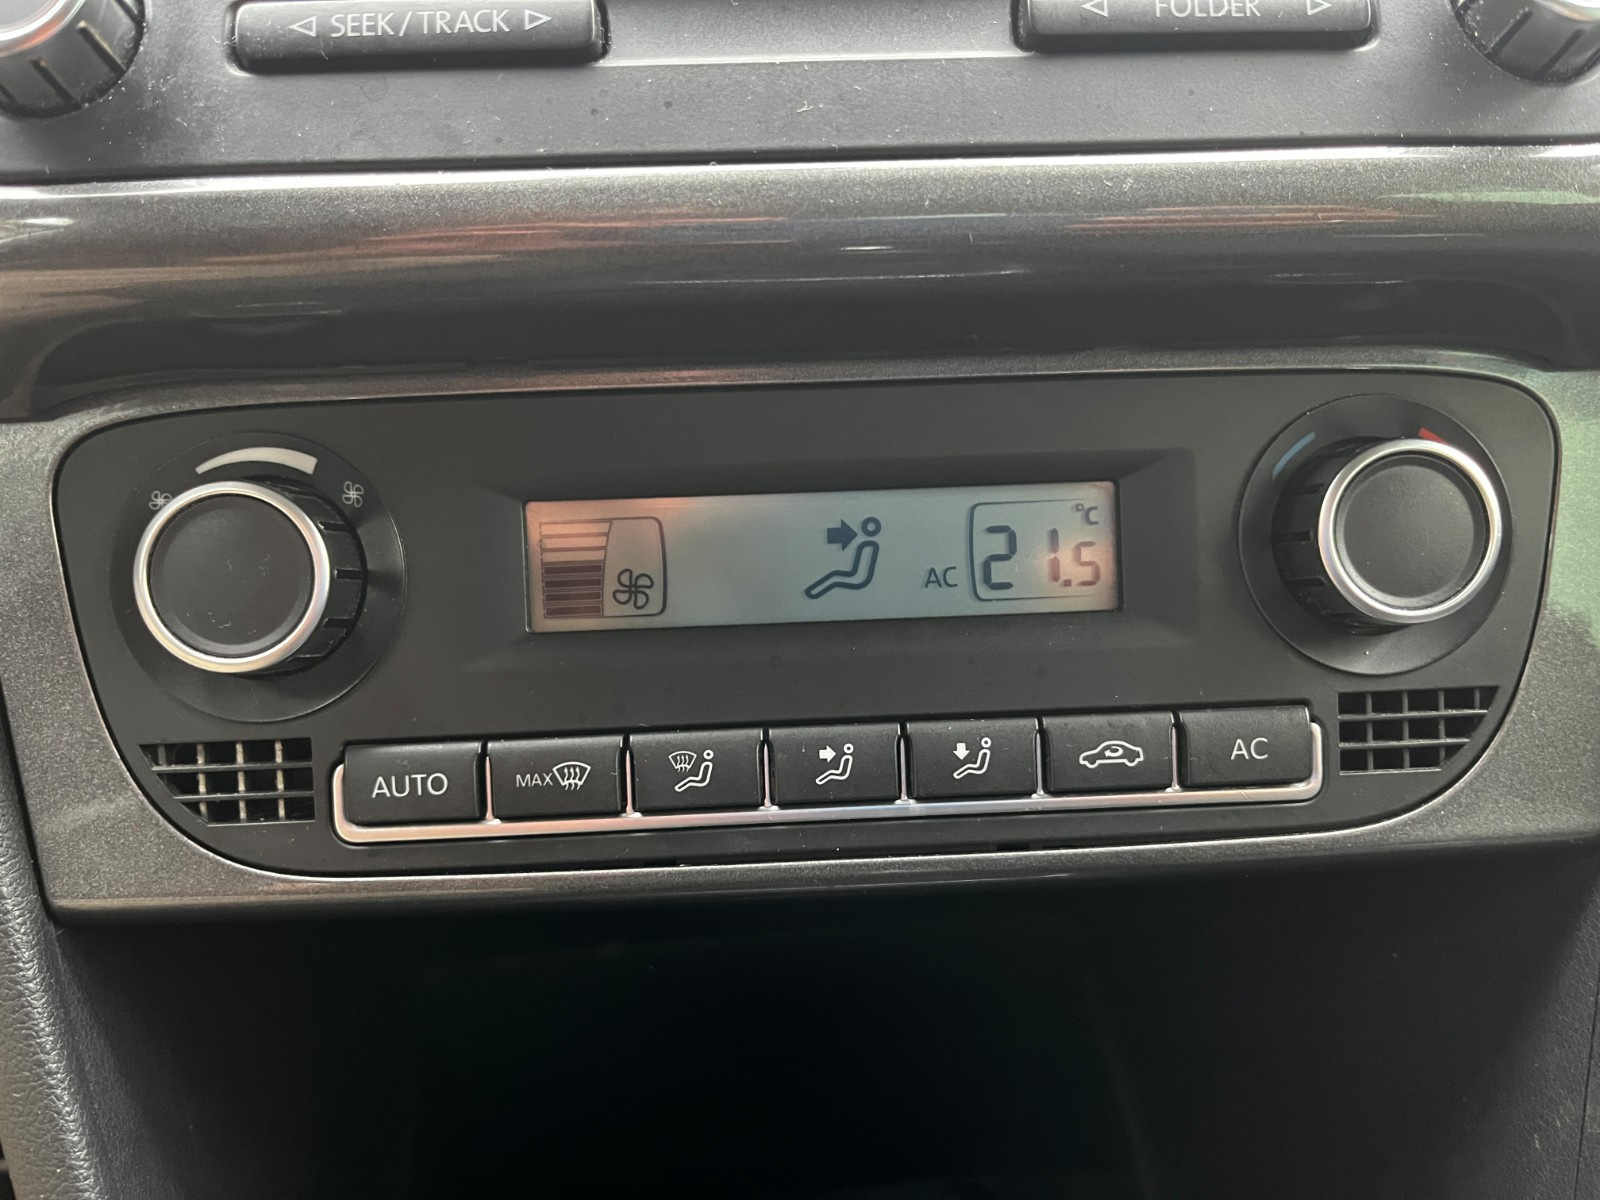 SEEK/TRACK
FOLDER
°C
AC 21.5
AUTO
MAX
AC